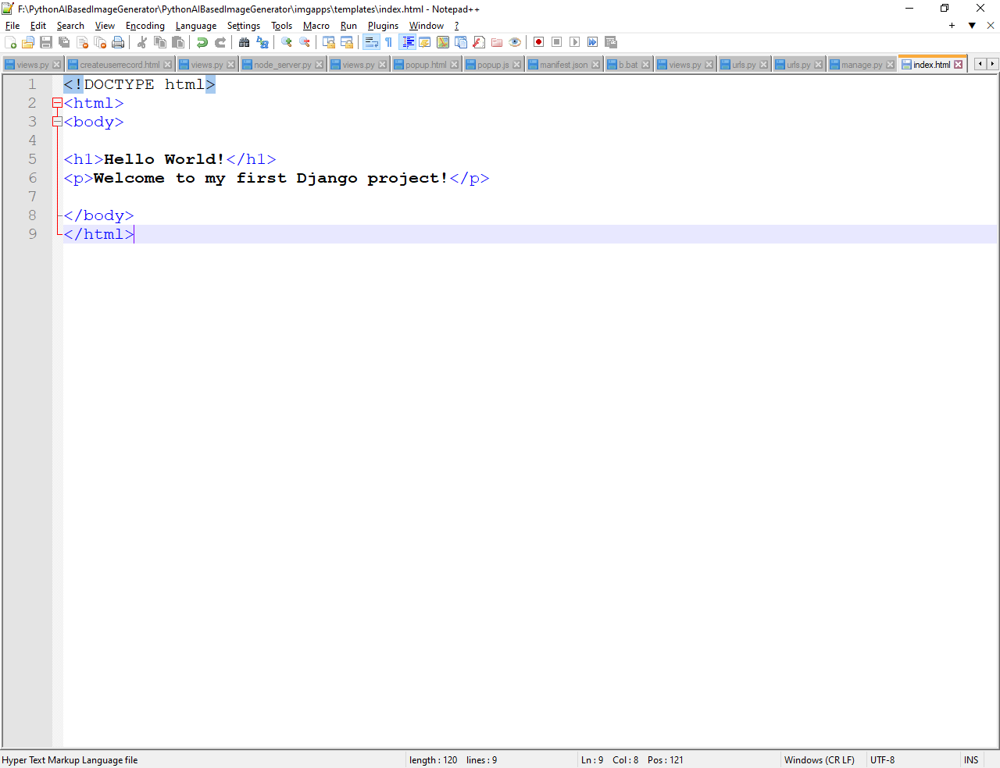 F:\PythonAIBasedImageGenerator\PythonAIBasedImageGenerator\imgapps\templates\index.html - Notepad++
File Edit Search View Encoding Language Settings Tools Macro Run Plugins Window ?
views.py createuserrecord.html views.py node_server.py views.py popup.html popup.js manifest.json b.bat views.py urls.py urls.py manage.py index.html
1 <!DOCTYPE html>
2 <html>
3 <body>
4
5 <h1>Hello World!</h1>
6 <p>Welcome to my first Django project!</p>
7
8 </body>
9 </html>
Hyper Text Markup Language file length : 120 lines : 9 Ln : 9 Col : 8 Pos : 121 Windows (CR LF) UTF-8 INS